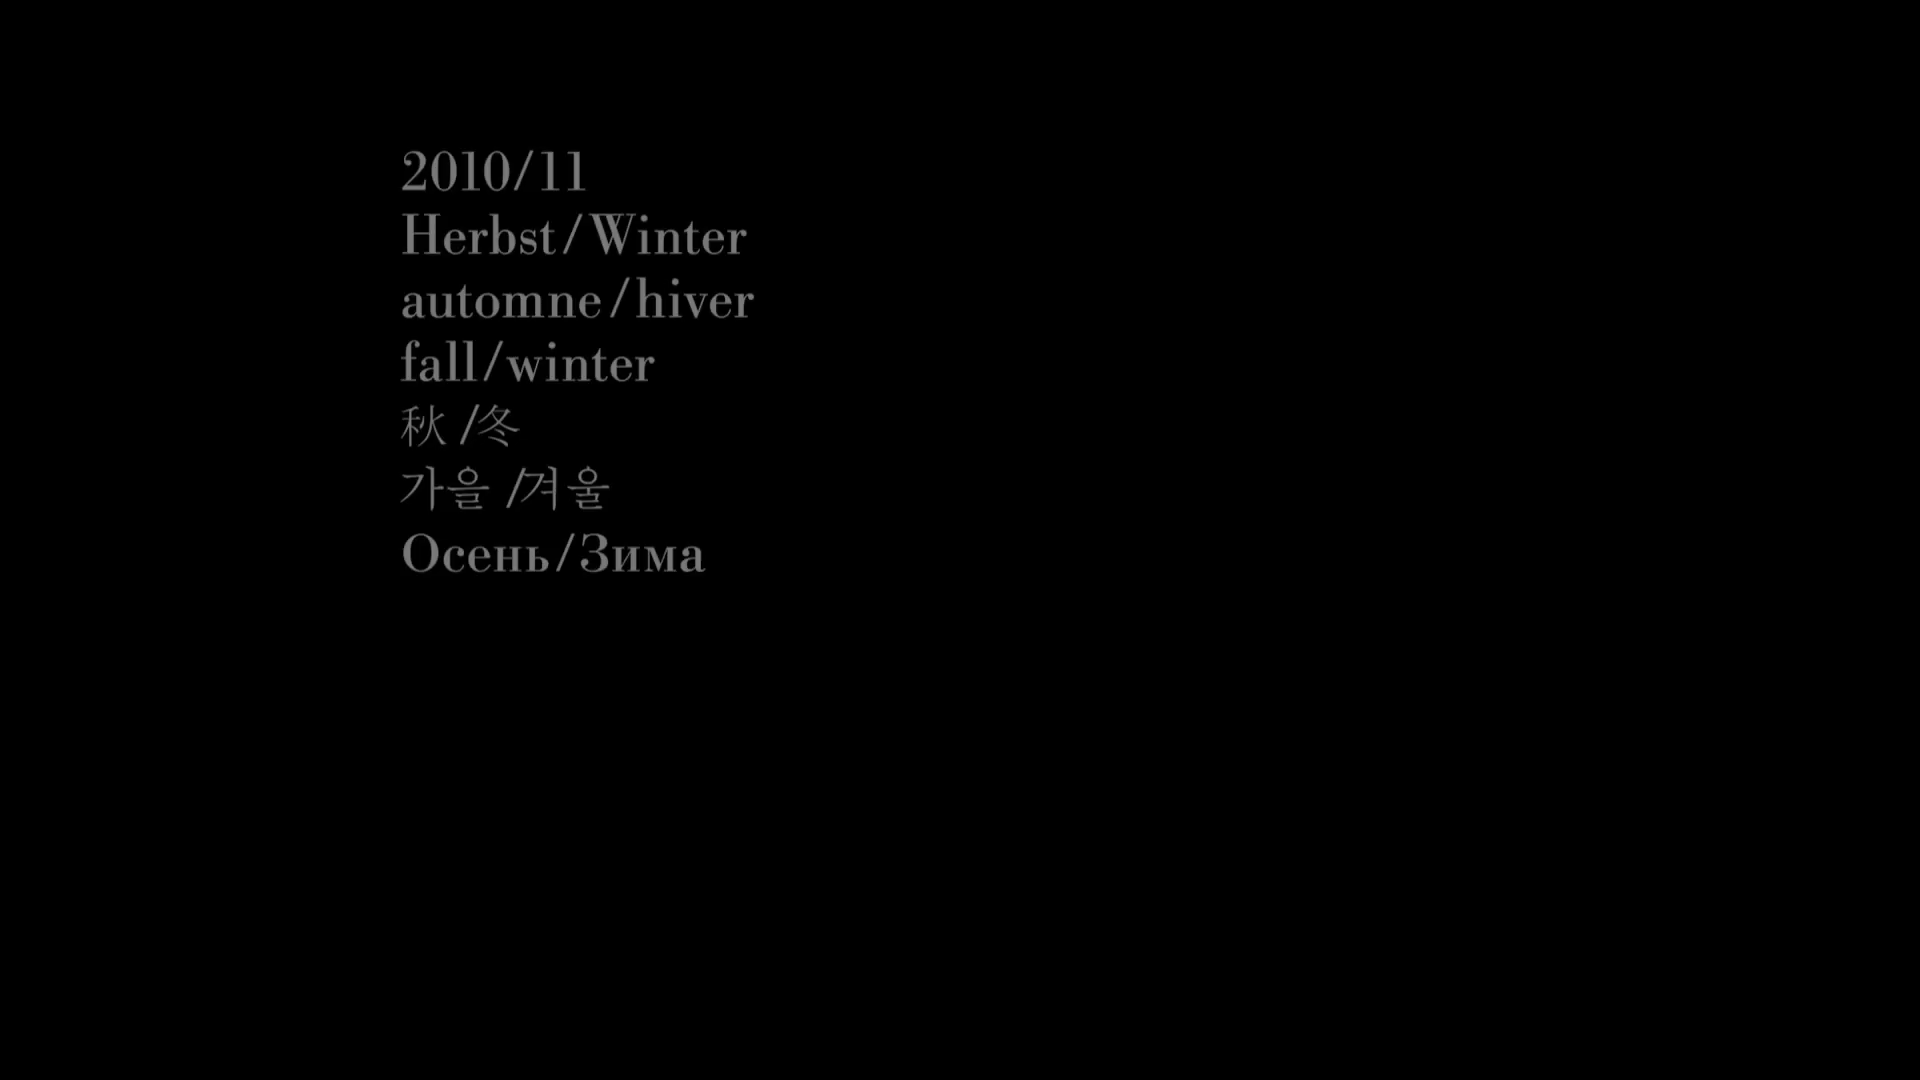 2010/11
Herbst/Winter
automne/hiver
fall/winter
秋 /冬
가을 /겨울
Осень/Зима